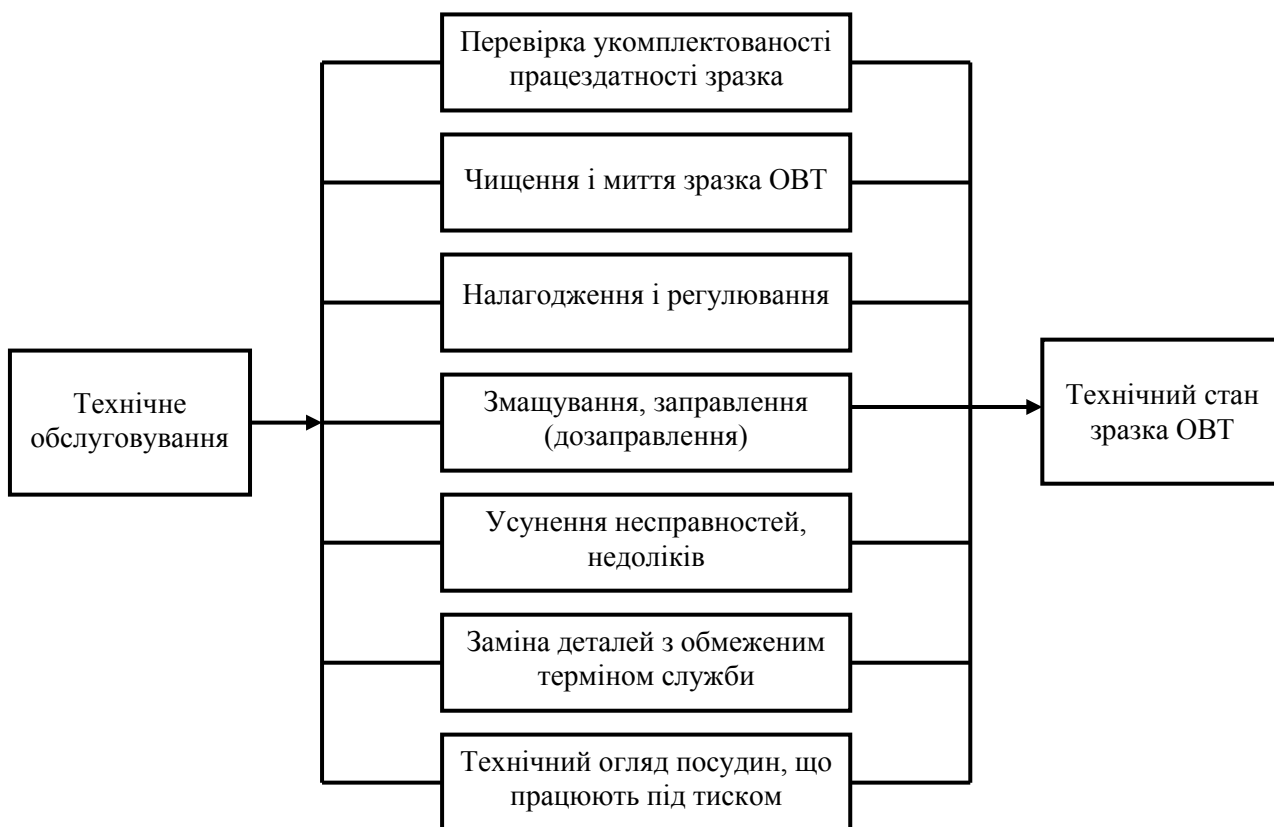 Технічне
обслуговування
Перевірка укомплектованості
працездатності зразка
Чищення і миття зразка ОВТ
Налагодження і регулювання
Змащування, заправлення
(дозаправлення)
Усунення несправностей,
недоліків
Заміна деталей з обмеженим
терміном служби
Технічний огляд посудин, що
працюють під тиском
Технічний стан
зразка ОВТ